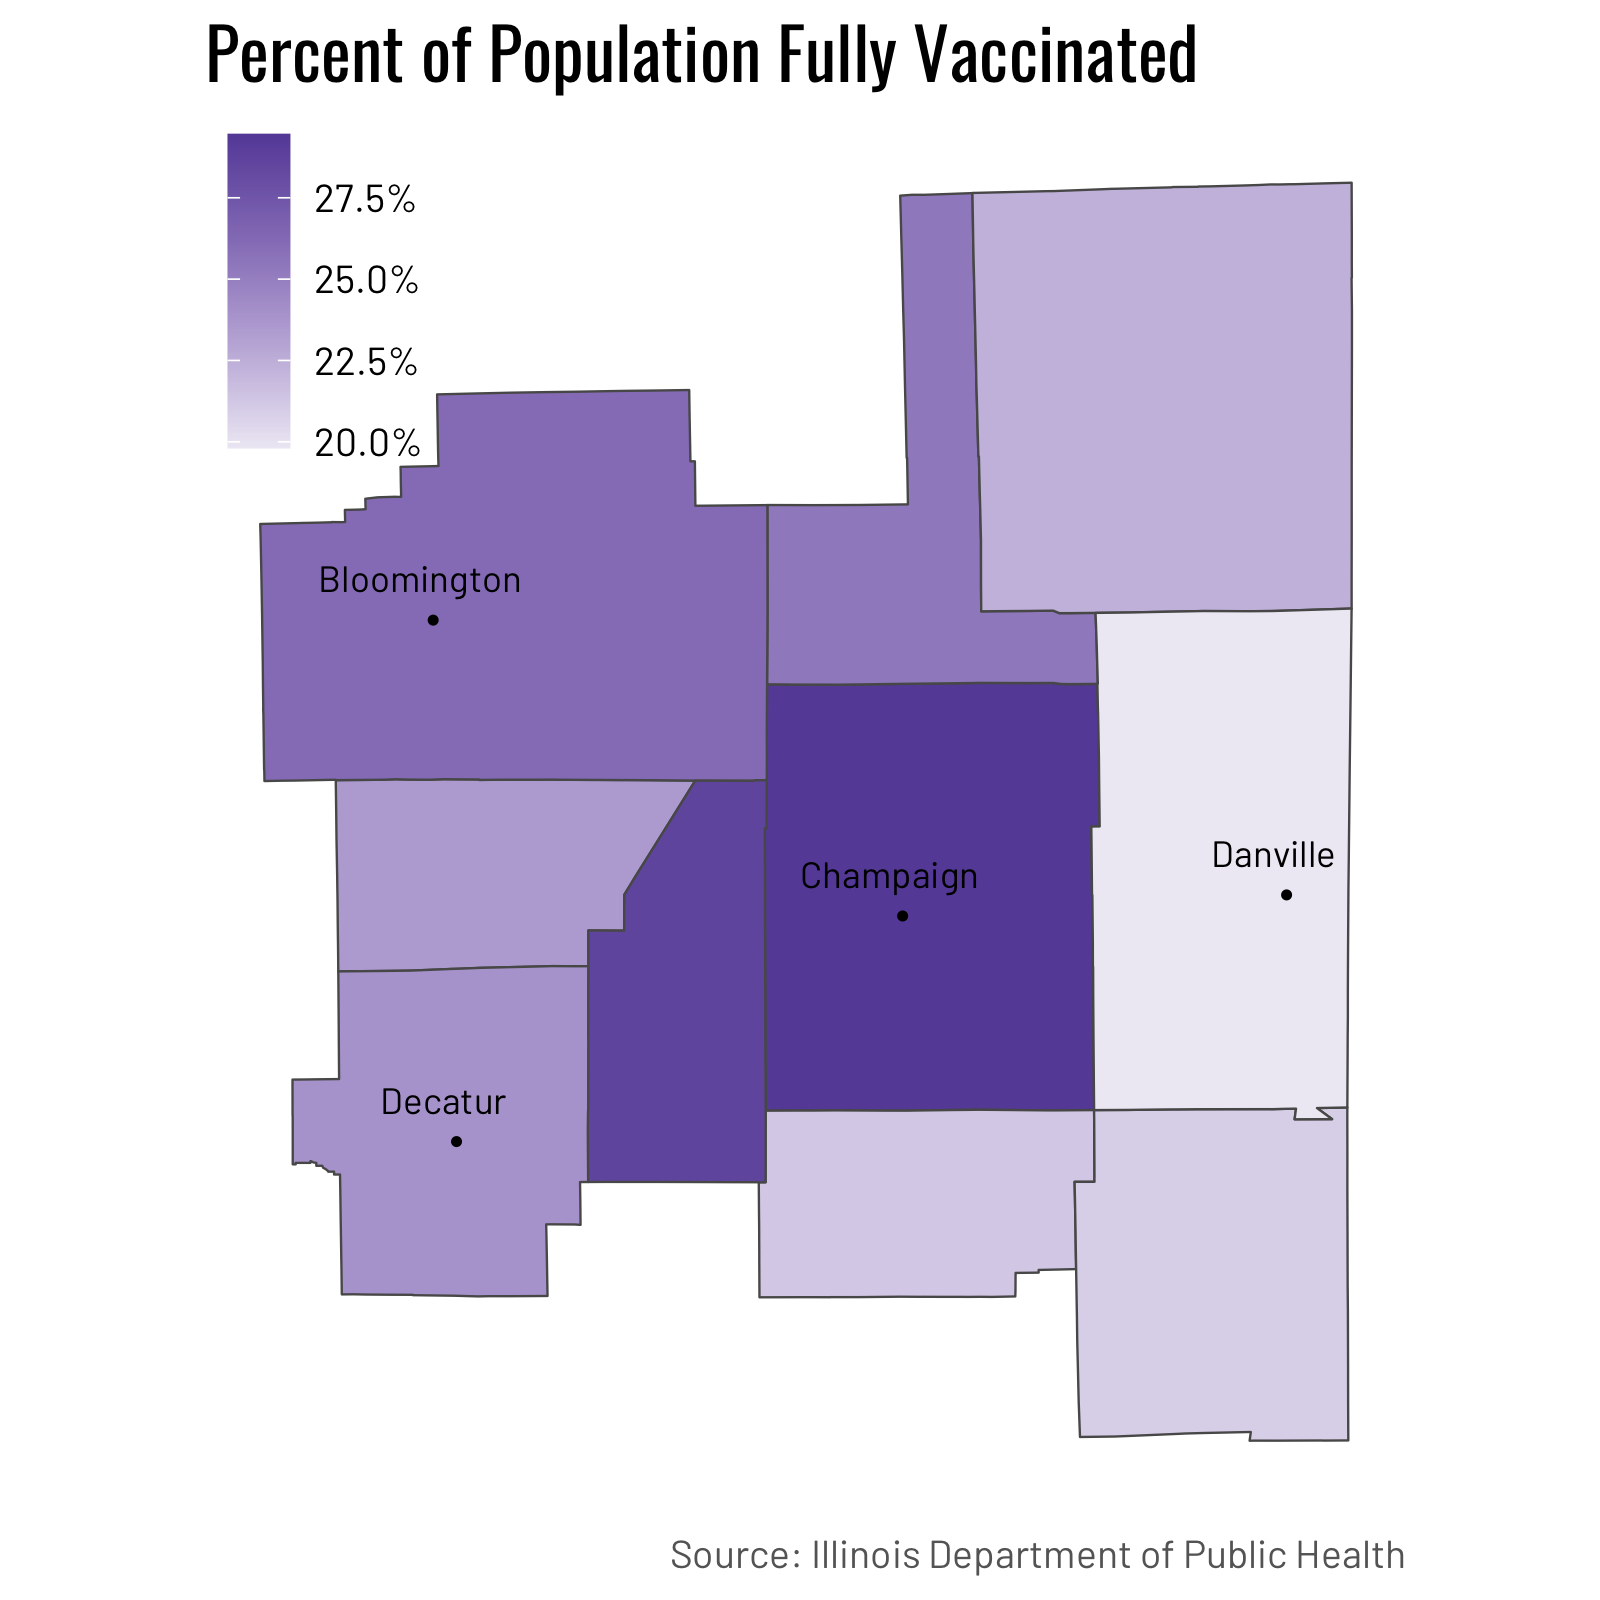 Percent of Population Fully Vaccinated
27.5%
25.0%
22.5%
20.0%
Bloomington
Danville
Champaign
Decatur
Source: Illinois Department of Public Health